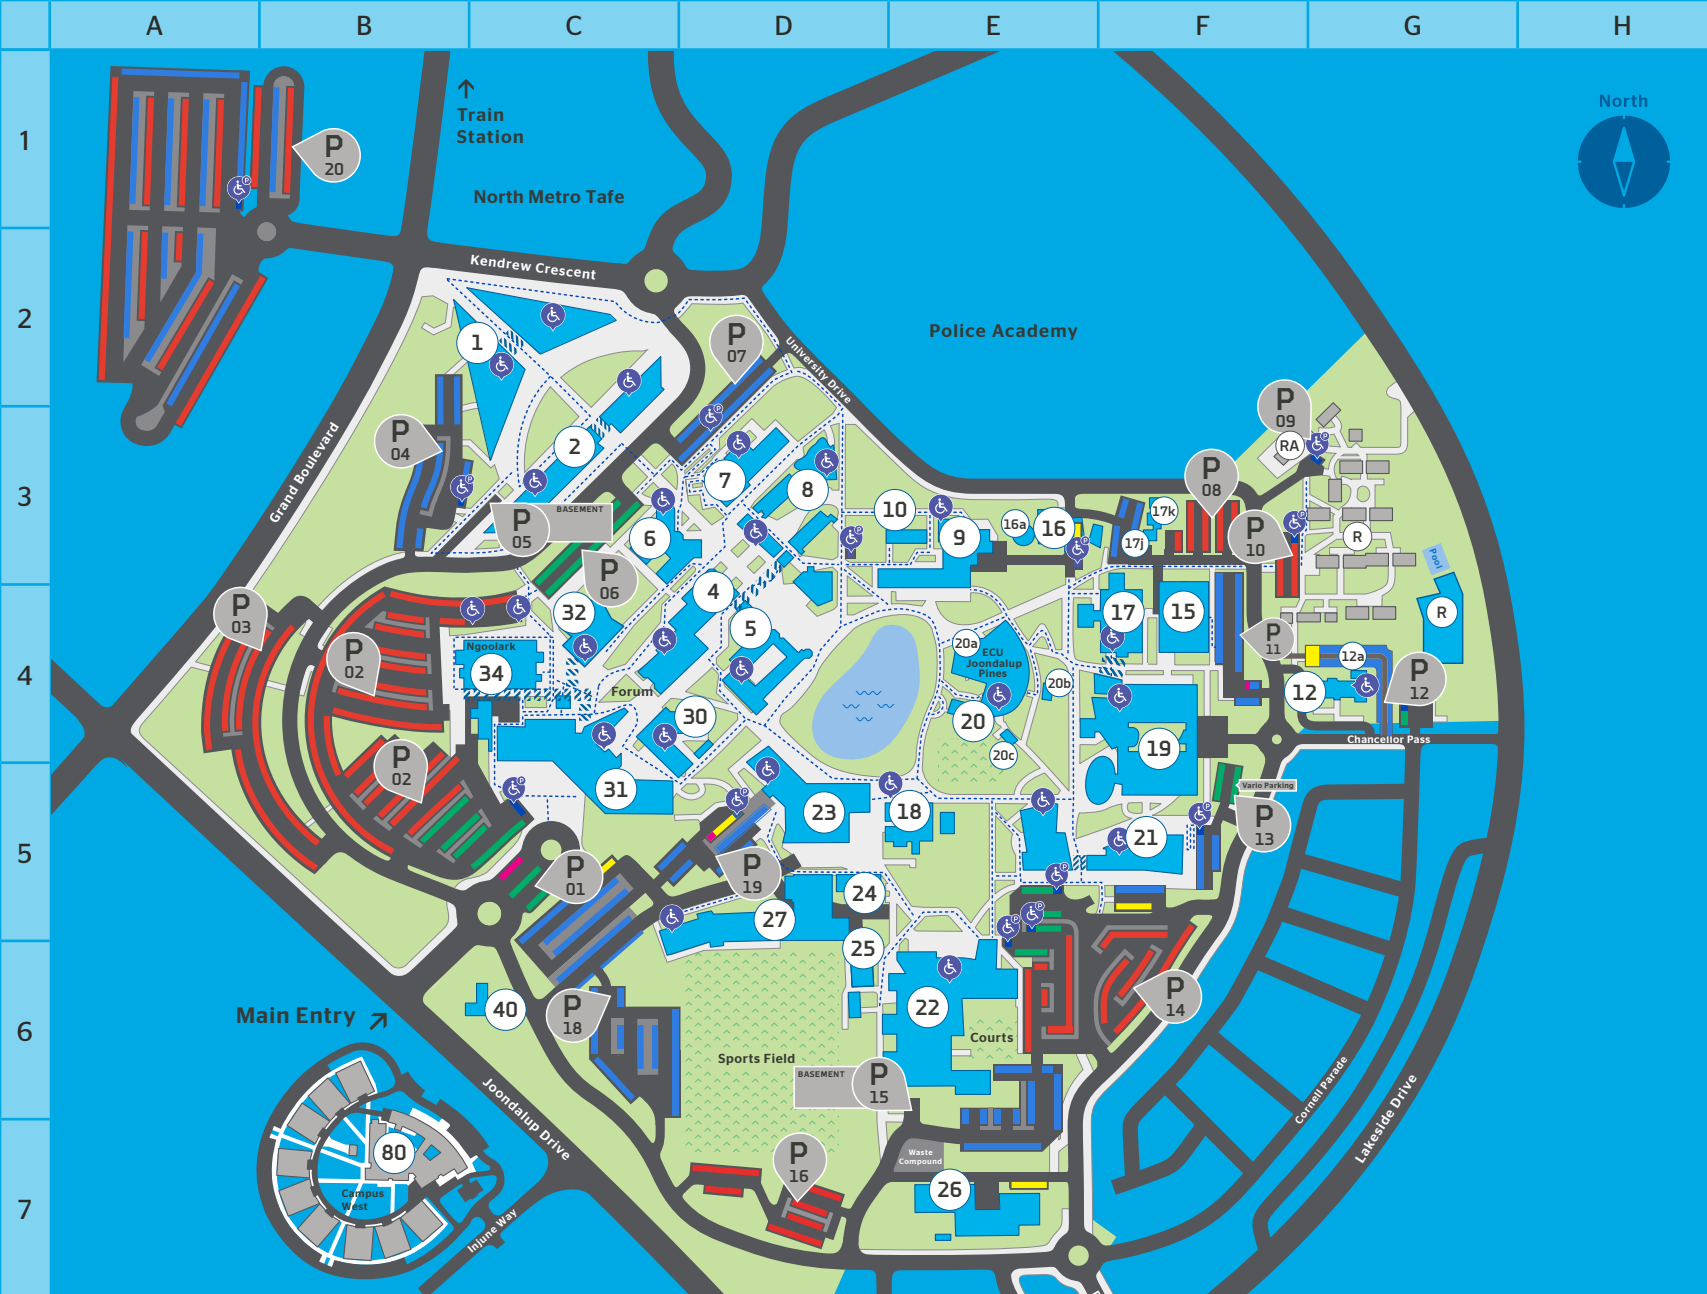 A B C D E F G H
1
2
3
4
5
6
7
North
Train
Station
North Metro Tafe
P
20
Kendrew Crescent
Police Academy
University Drive
Grand Boulevard
1
P
07
P
04
2
7
8
P
09
RA
P
08
BASEMENT
P
05
6
10
9
16a
16
17k
17j
P
10
R
Pool
P
06
4
32
5
P
03
P
02
Ngoolark
34
Forum
30
20a
ECU
Joondalup
Pines
20b
20
20c
17
15
P
11
12a
12
P
12
R
Chancellor Pass
19
P
02
31
23
18
21
Vario Parking
P
13
P
01
P
19
24
27
25
22
P
14
40
Main Entry
P
18
Sports Field
Courts
BASEMENT
P
15
Joondalup Drive
Cornell Parade
Lakeside Drive
80
Campus
West
Injune Way
P
16
Waste
Compound
26